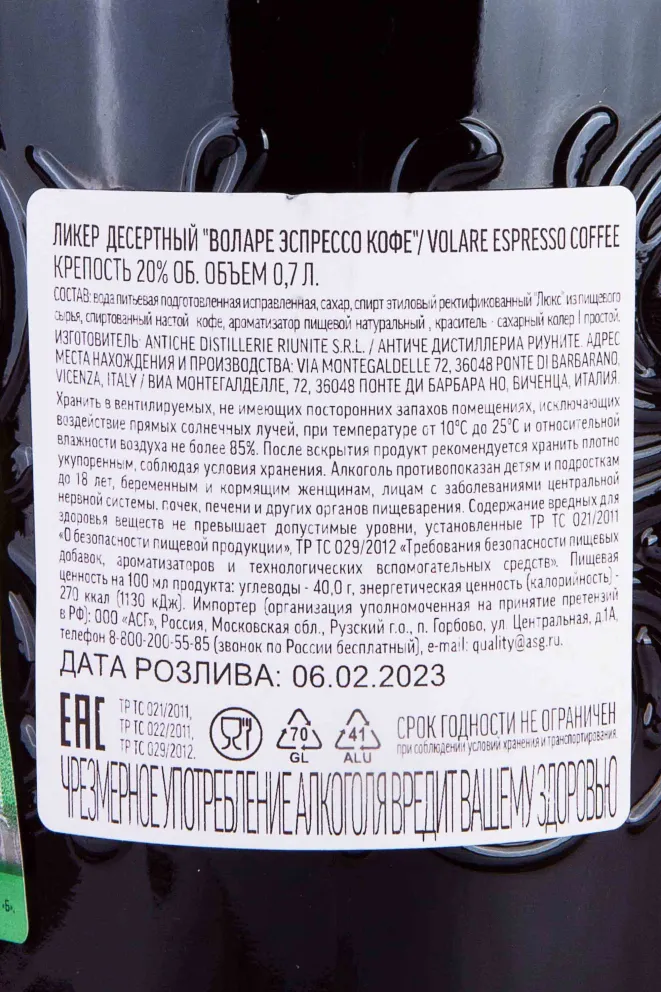 ЛИКЕР ДЕСЕРТНЫЙ "ВОЛАРЕ ЭСПРЕССО КОФЕ"/ VOLARE ESPRESSO COFFEE
КРЕПОСТЬ 20% ОБ. ОБЪЕМ 0,7 Л.
СОСТАВ: вода питьевая подготовленная исправленная, сахар, спирт этиловый ректификованный "Люкс" из пищевого
сырья, спиртованный настой кофе, ароматизатор пищевой натуральный, краситель - сахарный колер I простой.
ИЗГОТОВИТЕЛЬ: ANTICHE DISTILLERIE RIUNITE S.R.L. / АНТИЧЕ ДИСТИЛЛЕРИА РИУНИТЕ. АДРЕС
МЕСТА НАХОЖДЕНИЯ И ПРОИЗВОДСТВА: VIA MONTEGALDELLE 72, 36048 PONTE DI BARBARANO,
VICENZA, ITALY / ВИА МОНТЕГАЛДЕЛЛЕ, 72, 36048 ПОНТЕ ДИ БАРБАРА НО, ВИЧЕНЦА, ИТАЛИЯ.
Хранить в вентилируемых, не имеющих посторонних запахов помещениях, исключающих
воздействие прямых солнечных лучей, при температуре от 10°С до 25°С и относительной
влажности воздуха не более 85%. После вскрытия продукт рекомендуется хранить плотно
укупоренным, соблюдая условия хранения. Алкоголь противопоказан детям и подросткам
до 18 лет, беременным и кормящим женщинам, лицам с заболеваниями центральной
нервной системы, почек, печени и других органов пищеварения. Содержание вредных для
здоровья веществ не превышает допустимые уровни, установленные ТР ТС 021/2011
«О безопасности пищевой продукции», ТР ТС 029/2012 «Требования безопасности пищевых
добавок, ароматизаторов и технологических вспомогательных средств». Пищевая
ценность на 100 мл продукта: углеводы - 40,0 г, энергетическая ценность (калорийность) -
270 ккал (1130 кДж). Импортер (организация уполномоченная на принятие претензий
в РФ): ООО «АСГ», Россия, Московская обл., Рузский г.о., п. Горбово, ул. Центральная, д.1А,
телефон 8-800-200-55-85 (звонок по России бесплатный), e-mail: quality@asg.ru.
ДАТА РОЗЛИВА: 06.02.2023
ЕАС
ТР ТС 021/2011,
ТР ТС 022/2011,
ТР ТС 029/2012.
70
GL
41
ALU
СРОК ГОДНОСТИ НЕ ОГРАНИЧЕН
при соблюдении условий хранения и транспортирования.
ЧРЕЗМЕРНОЕ УПОТРЕБЛЕНИЕ АЛКОГОЛЯ ВРЕДИТ ВАШЕМУ ЗДОРОВЬЮ
«Б».